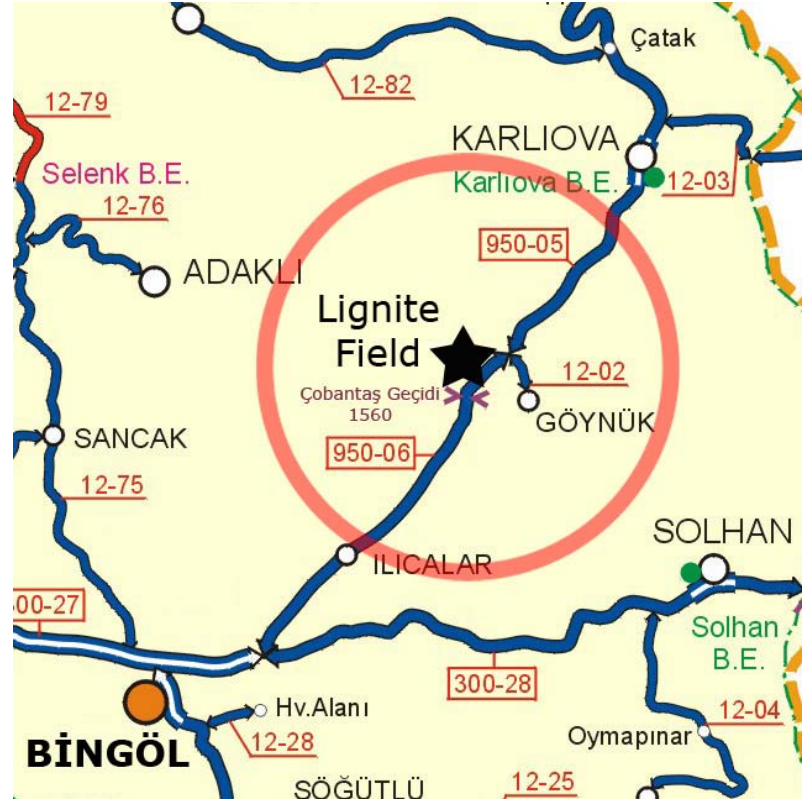 Çatak
12-82
12-79
KARLIOVA
Selenk B.E.
Karlıova B.E.
12-03
12-76
950-05
ADAKLI
Lignite
Field
12-02
Çobantaş Geçidi
1560
GÖYNÜK
SANCAK
950-06
12-75
SOLHAN
ILICALAR
00-27
Solhan
B.E.
300-28
Hv.Alanı
12-04
BİNGÖL
12-28
Oymapınar
SÖĞÜTLÜ
12-25